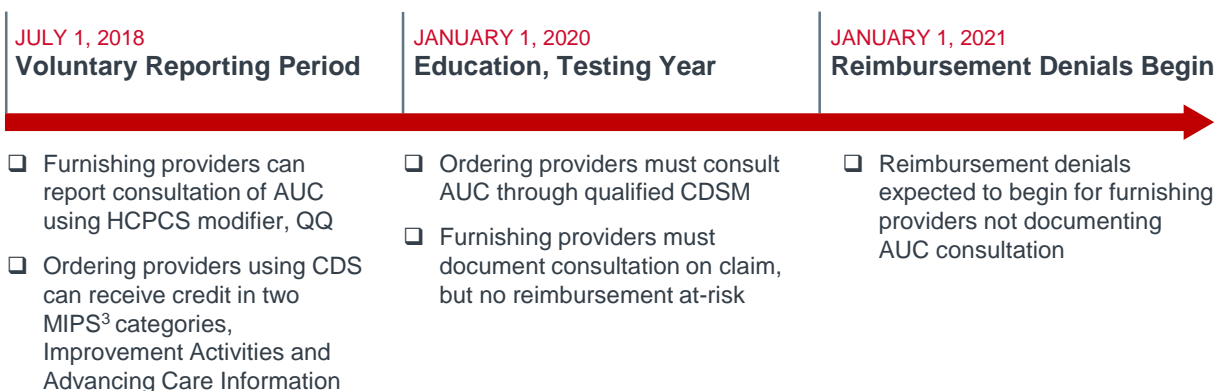 JULY 1, 2018
Voluntary Reporting Period
❑ Furnishing providers can
report consultation of AUC
using HCPCS modifier, QQ
❑ Ordering providers using CDS
can receive credit in two
MIPS³ categories,
Improvement Activities and
Advancing Care Information
JANUARY 1, 2020
Education, Testing Year
❑ Ordering providers must consult
AUC through qualified CDSM
❑ Furnishing providers must
document consultation on claim,
but no reimbursement at-risk
JANUARY 1, 2021
Reimbursement Denials Begin
❑ Reimbursement denials
expected to begin for furnishing
providers not documenting
AUC consultation